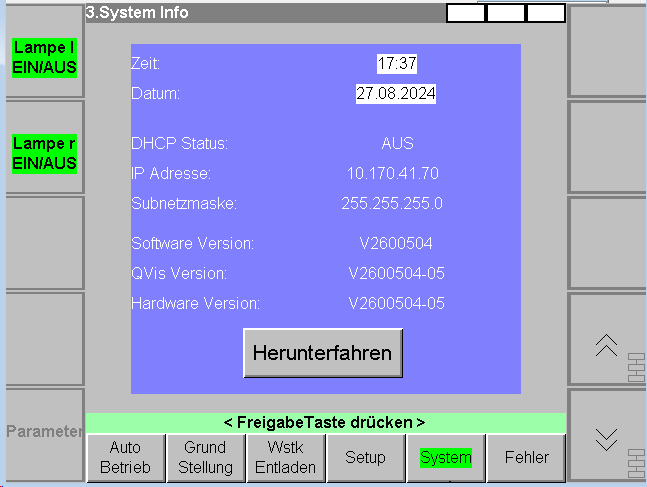 3.System Info
Lampe l
EIN/AUS
Lampe r
EIN/AUS
Parameter
Zeit: 17:37
Datum: 27.08.2024
DHCP Status: AUS
IP Adresse: 10.170.41.70
Subnetzmaske: 255.255.255.0
Software Version: V2600504
QVis Version: V2600504-05
Hardware Version: V2600504-05
Herunterfahren
< FreigabeTaste drücken >
Auto
Betrieb
Grund
Stellung
Wstk
Entladen
Setup
System
Fehler